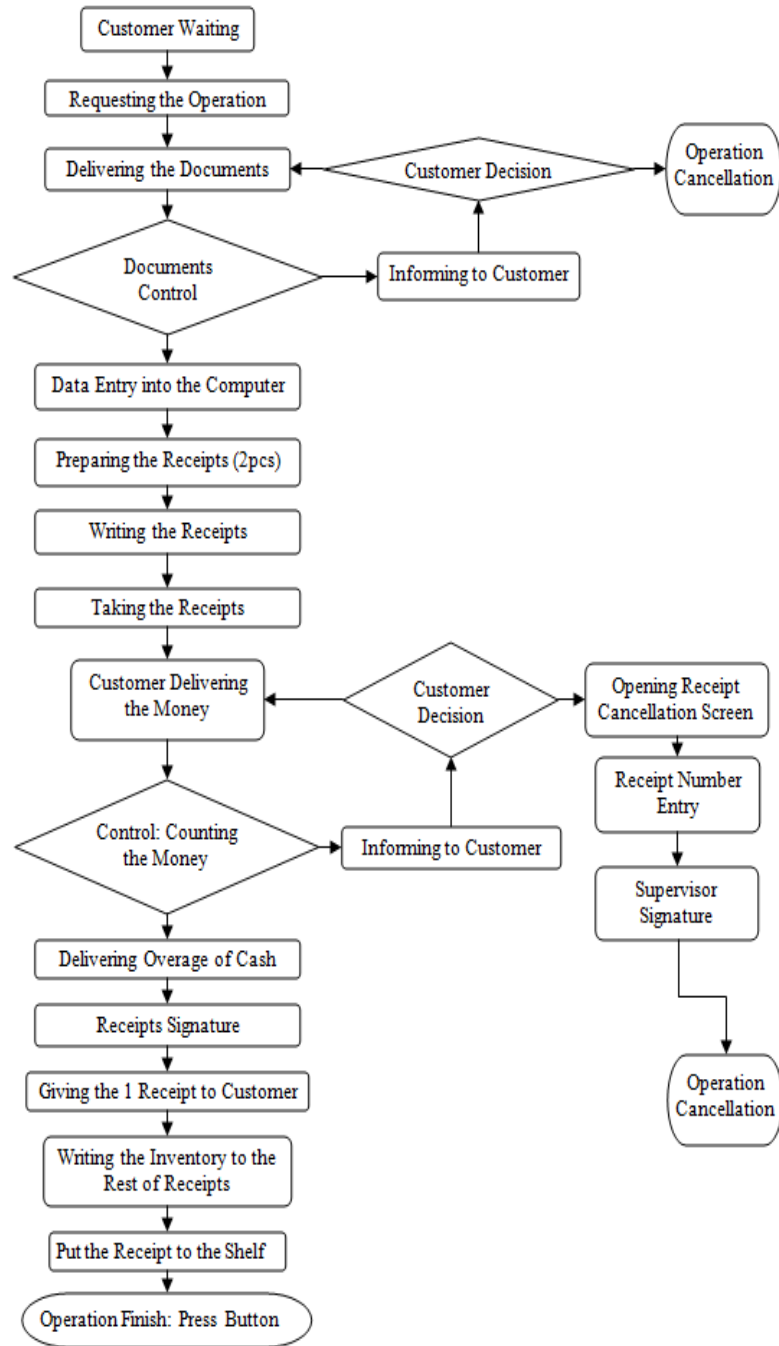 Customer Waiting
Requesting the Operation
Delivering the Documents
Customer Decision
Operation
Cancellation
Documents
Control
Informing to Customer
Data Entry into the Computer
Preparing the Receipts (2pcs)
Writing the Receipts
Taking the Receipts
Customer Delivering
the Money
Customer
Decision
Opening Receipt
Cancellation Screen
Receipt Number
Entry
Control: Counting
the Money
Informing to Customer
Supervisor
Signature
Delivering Overage of Cash
Receipts Signature
Giving the 1 Receipt to Customer
Operation
Cancellation
Writing the Inventory to the
Rest of Receipts
Put the Receipt to the Shelf
Operation Finish: Press Button